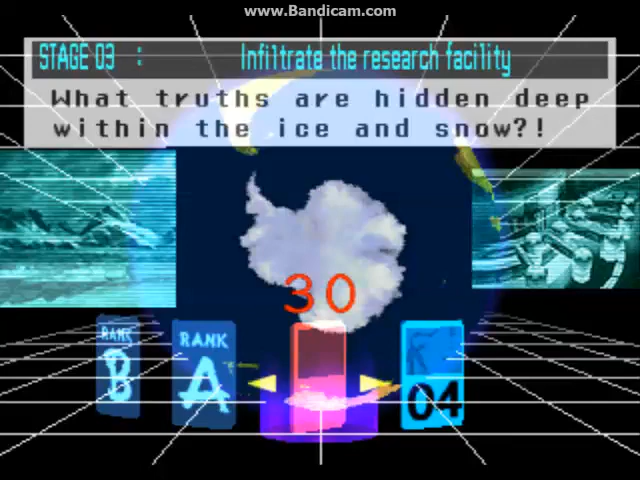 www.Bandicam.com
STAGE 03 : Infiltrate the research facility
What truths are hidden deep
within the ice and snow?!
30
RANK B
RANK A
04